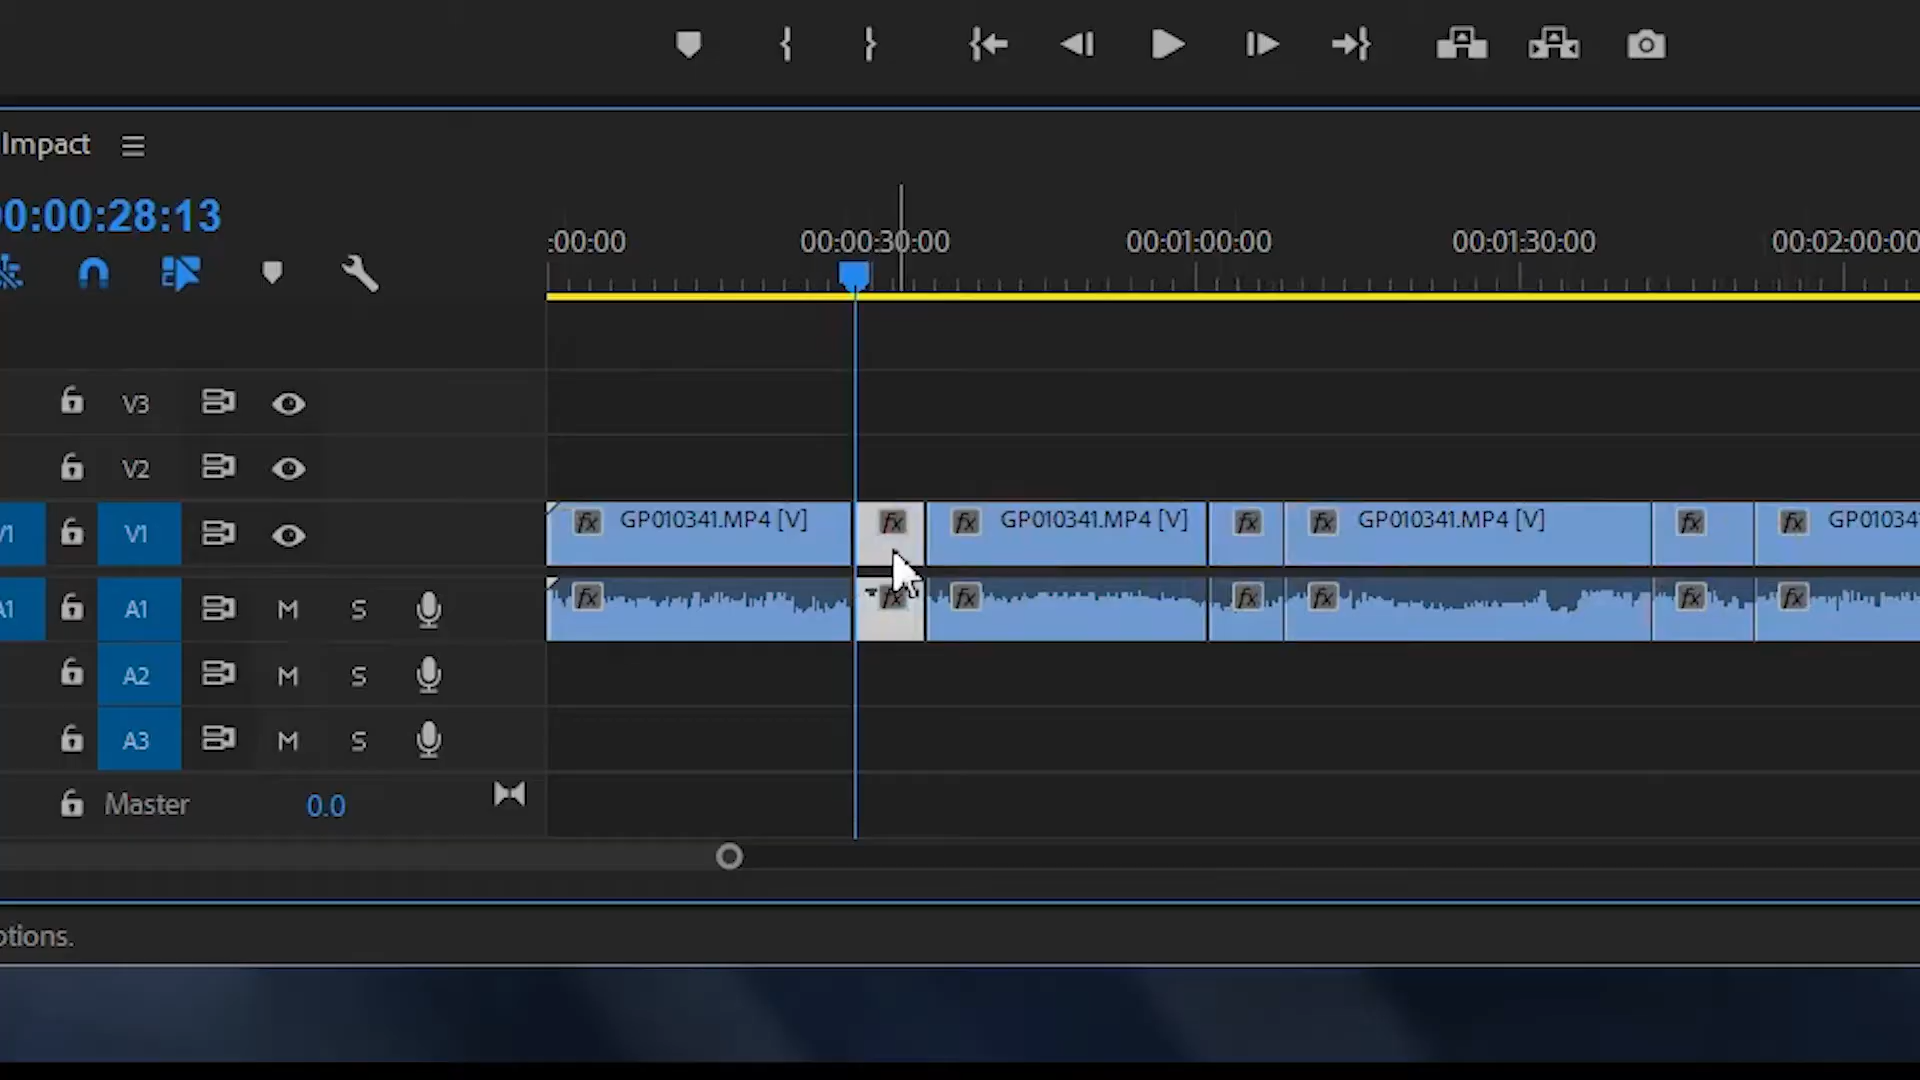 Impact
00:00:28:13
:00:00
00:00:30:00
00:01:00:00
00:01:30:00
00:02:00:00
V3
V2
V1
V1
fx
GP010341.MP4 [V]
fx
fx
GP010341.MP4 [V]
fx
fx
GP010341.MP4 [V]
fx
fx
GP01034
A1
A1
M
S
fx
fx
fx
fx
fx
fx
fx
A2
M
S
A3
M
S
Master
0.0
otions.